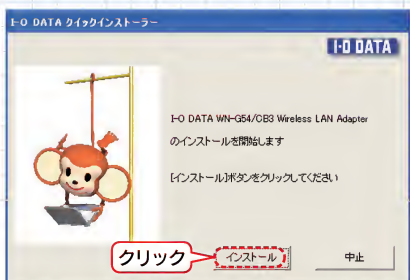 I-O DATA クイックインストーラー
I-O DATA
I-O DATA WN-G54/CB3 Wireless LAN Adapter
のインストールを開始します
[インストール]ボタンをクリックしてください
クリック
インストール
中止